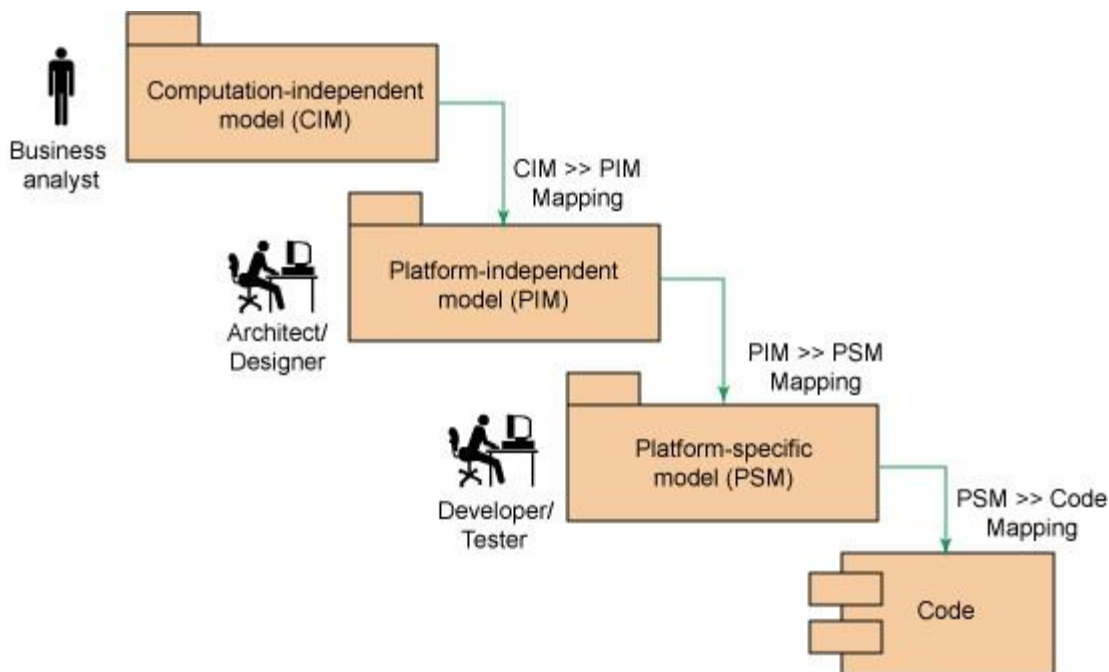 Computation-independent
model (CIM)
Business
analyst
CIM >> PIM
Mapping
Platform-independent
model (PIM)
Architect/
Designer
PIM >> PSM
Mapping
Platform-specific
model (PSM)
Developer/
Tester
PSM >> Code
Mapping
Code